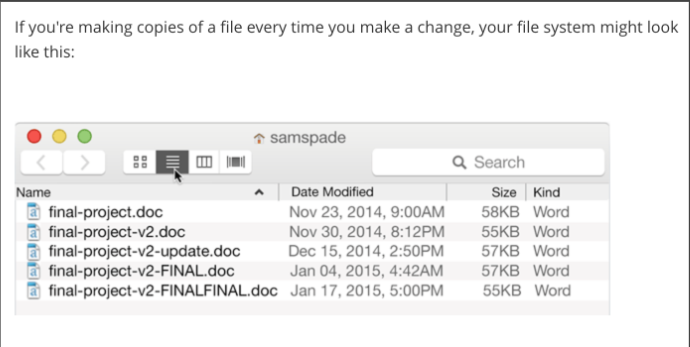 If you're making copies of a file every time you make a change, your file system might look
like this:
samspade
Search
Name Date Modified Size Kind
final-project.doc Nov 23, 2014, 9:00AM 58KB Word
final-project-v2.doc Nov 30, 2014, 8:12PM 55KB Word
final-project-v2-update.doc Dec 15, 2014, 2:50PM 57KB Word
final-project-v2-FINAL.doc Jan 04, 2015, 4:42AM 57KB Word
final-project-v2-FINALFINAL.doc Jan 17, 2015, 5:00PM 55KB Word